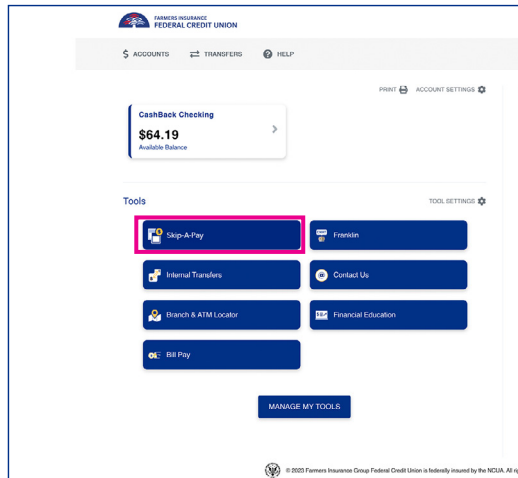 FARMERS INSURANCE
FEDERAL CREDIT UNION
$ ACCOUNTS TRANSFERS HELP
PRINT ACCOUNT SETTINGS
CashBack Checking
$64.19
Available Balance
Tools TOOL SETTINGS
Skip-A-Pay Franklin
Internal Transfers Contact Us
Branch & ATM Locator Financial Education
Bill Pay
MANAGE MY TOOLS
© 2023 Farmers Insurance Group Federal Credit Union is federally insured by the NCUA. All